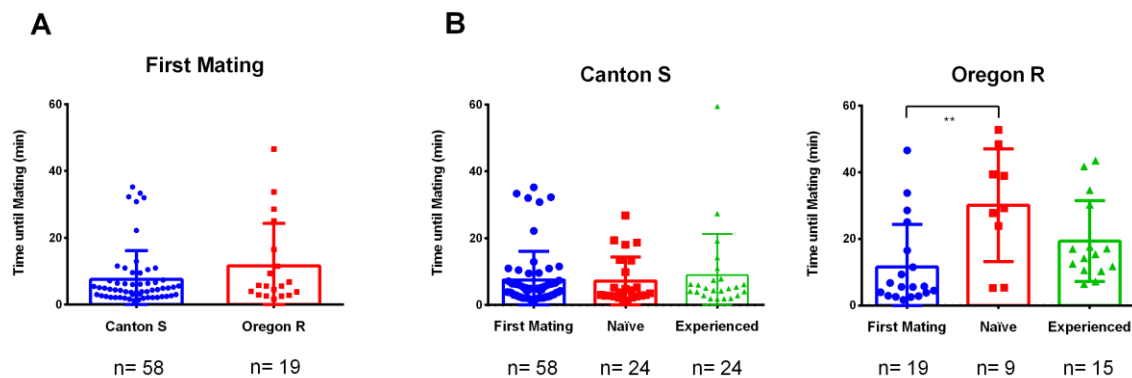 A
First Mating
Time until Mating (min)
60
40
20
0
Canton S
Oregon R
n= 58
n= 19
B
Canton S
Time until Mating (min)
60
40
20
0
First Mating
Naïve
Experienced
n= 58
n= 24
n= 24
Oregon R
Time until Mating (min)
60
40
20
0
**
First Mating
Naïve
Experienced
n= 19
n= 9
n= 15